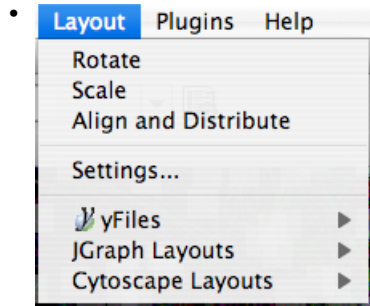 Layout Plugins Help
Rotate
Scale
Align and Distribute
Settings...
yFiles
JGraph Layouts
Cytoscape Layouts